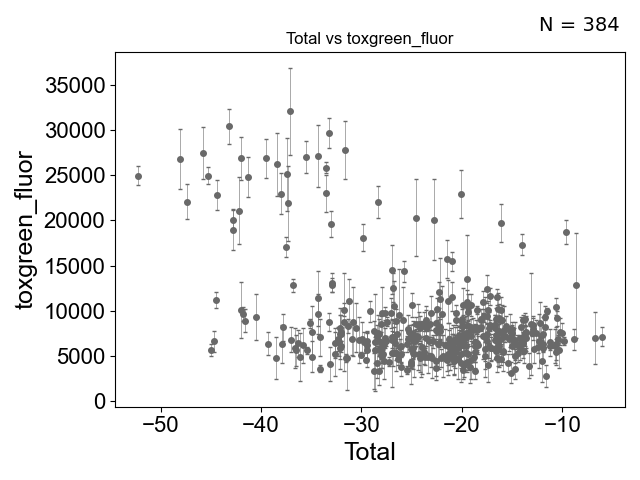 N = 384
Total vs toxgreen_fluor
toxgreen_fluor
35000
30000
25000
20000
15000
10000
5000
0
−50 −40 −30 −20 −10
Total